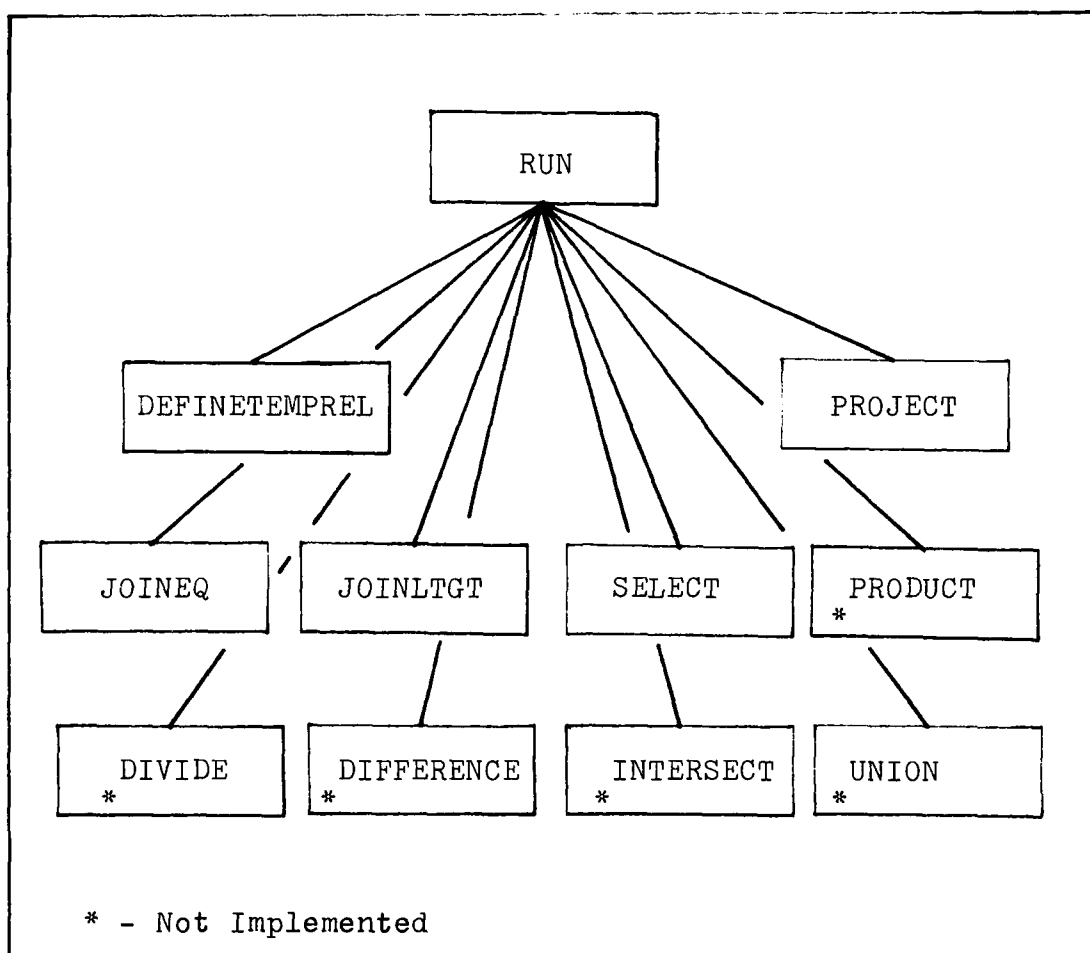 RUN
DEFINETEMPREL
PROJECT
JOINEQ
JOINLTGT
SELECT
PRODUCT
*
DIVIDE
*
DIFFERENCE
*
INTERSECT
*
UNION
*
* - Not Implemented